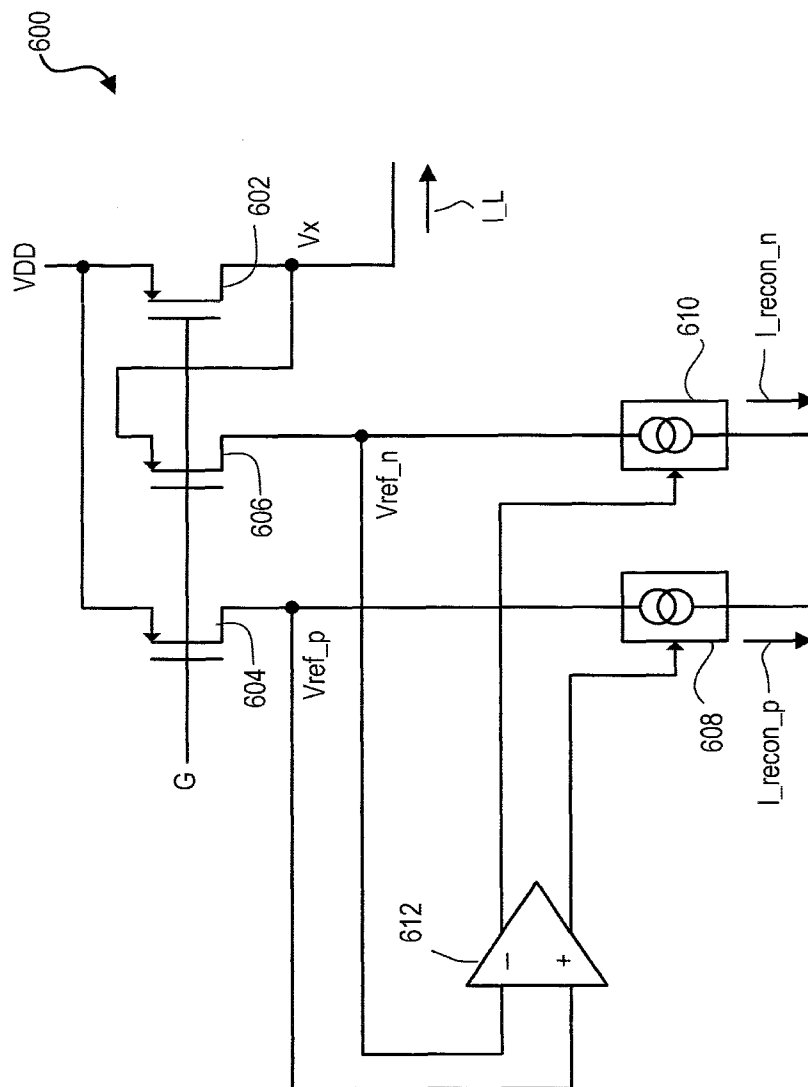 600
VDD
602
Vx
I_L
606
604
G
Vref_n
Vref_p
610
I_recon_n
608
I_recon_p
612
−
+